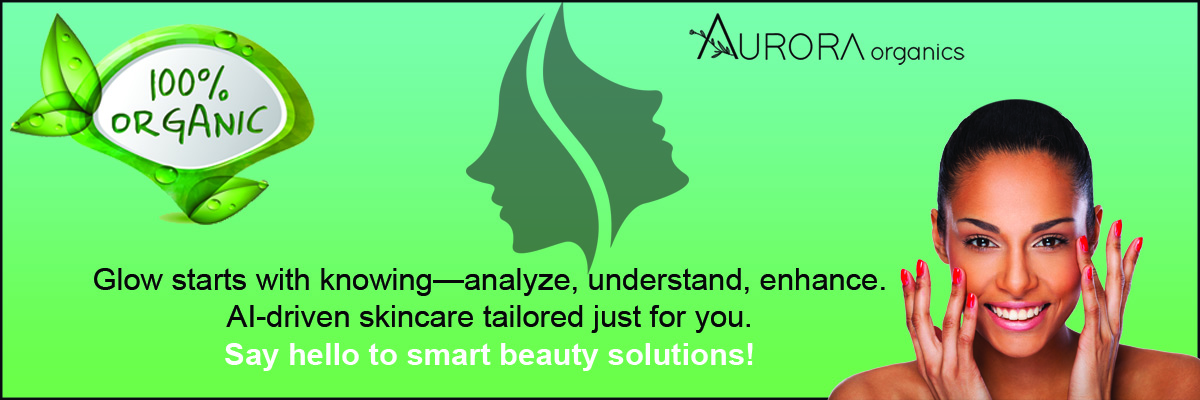 100%
ORGANIC
AURORA organics
Glow starts with knowing—analyze, understand, enhance.
AI-driven skincare tailored just for you.
Say hello to smart beauty solutions!